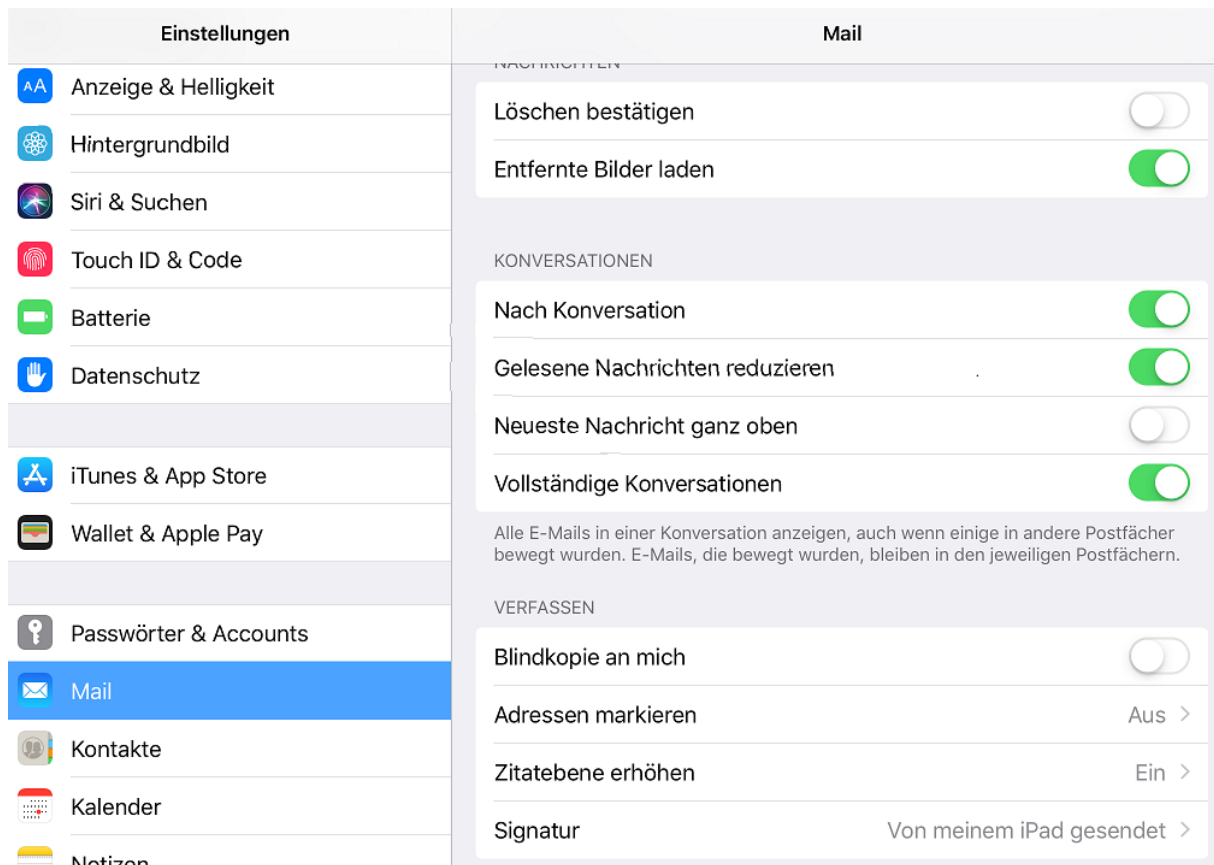 Einstellungen
Anzeige & Helligkeit
Hintergrundbild
Siri & Suchen
Touch ID & Code
Batterie
Datenschutz
iTunes & App Store
Wallet & Apple Pay
Passwörter & Accounts
Mail
Kontakte
Kalender
Notizen
Mail
NACHRICHTEN
Löschen bestätigen
Entfernte Bilder laden
KONVERSATIONEN
Nach Konversation
Gelesene Nachrichten reduzieren
Neueste Nachricht ganz oben
Vollständige Konversationen
Alle E-Mails in einer Konversation anzeigen, auch wenn einige in andere Postfächer
bewegt wurden. E-Mails, die bewegt wurden, bleiben in den jeweiligen Postfächern.
VERFASSEN
Blindkopie an mich
Adressen markieren Aus
Zitatebene erhöhen Ein
Signatur Von meinem iPad gesendet